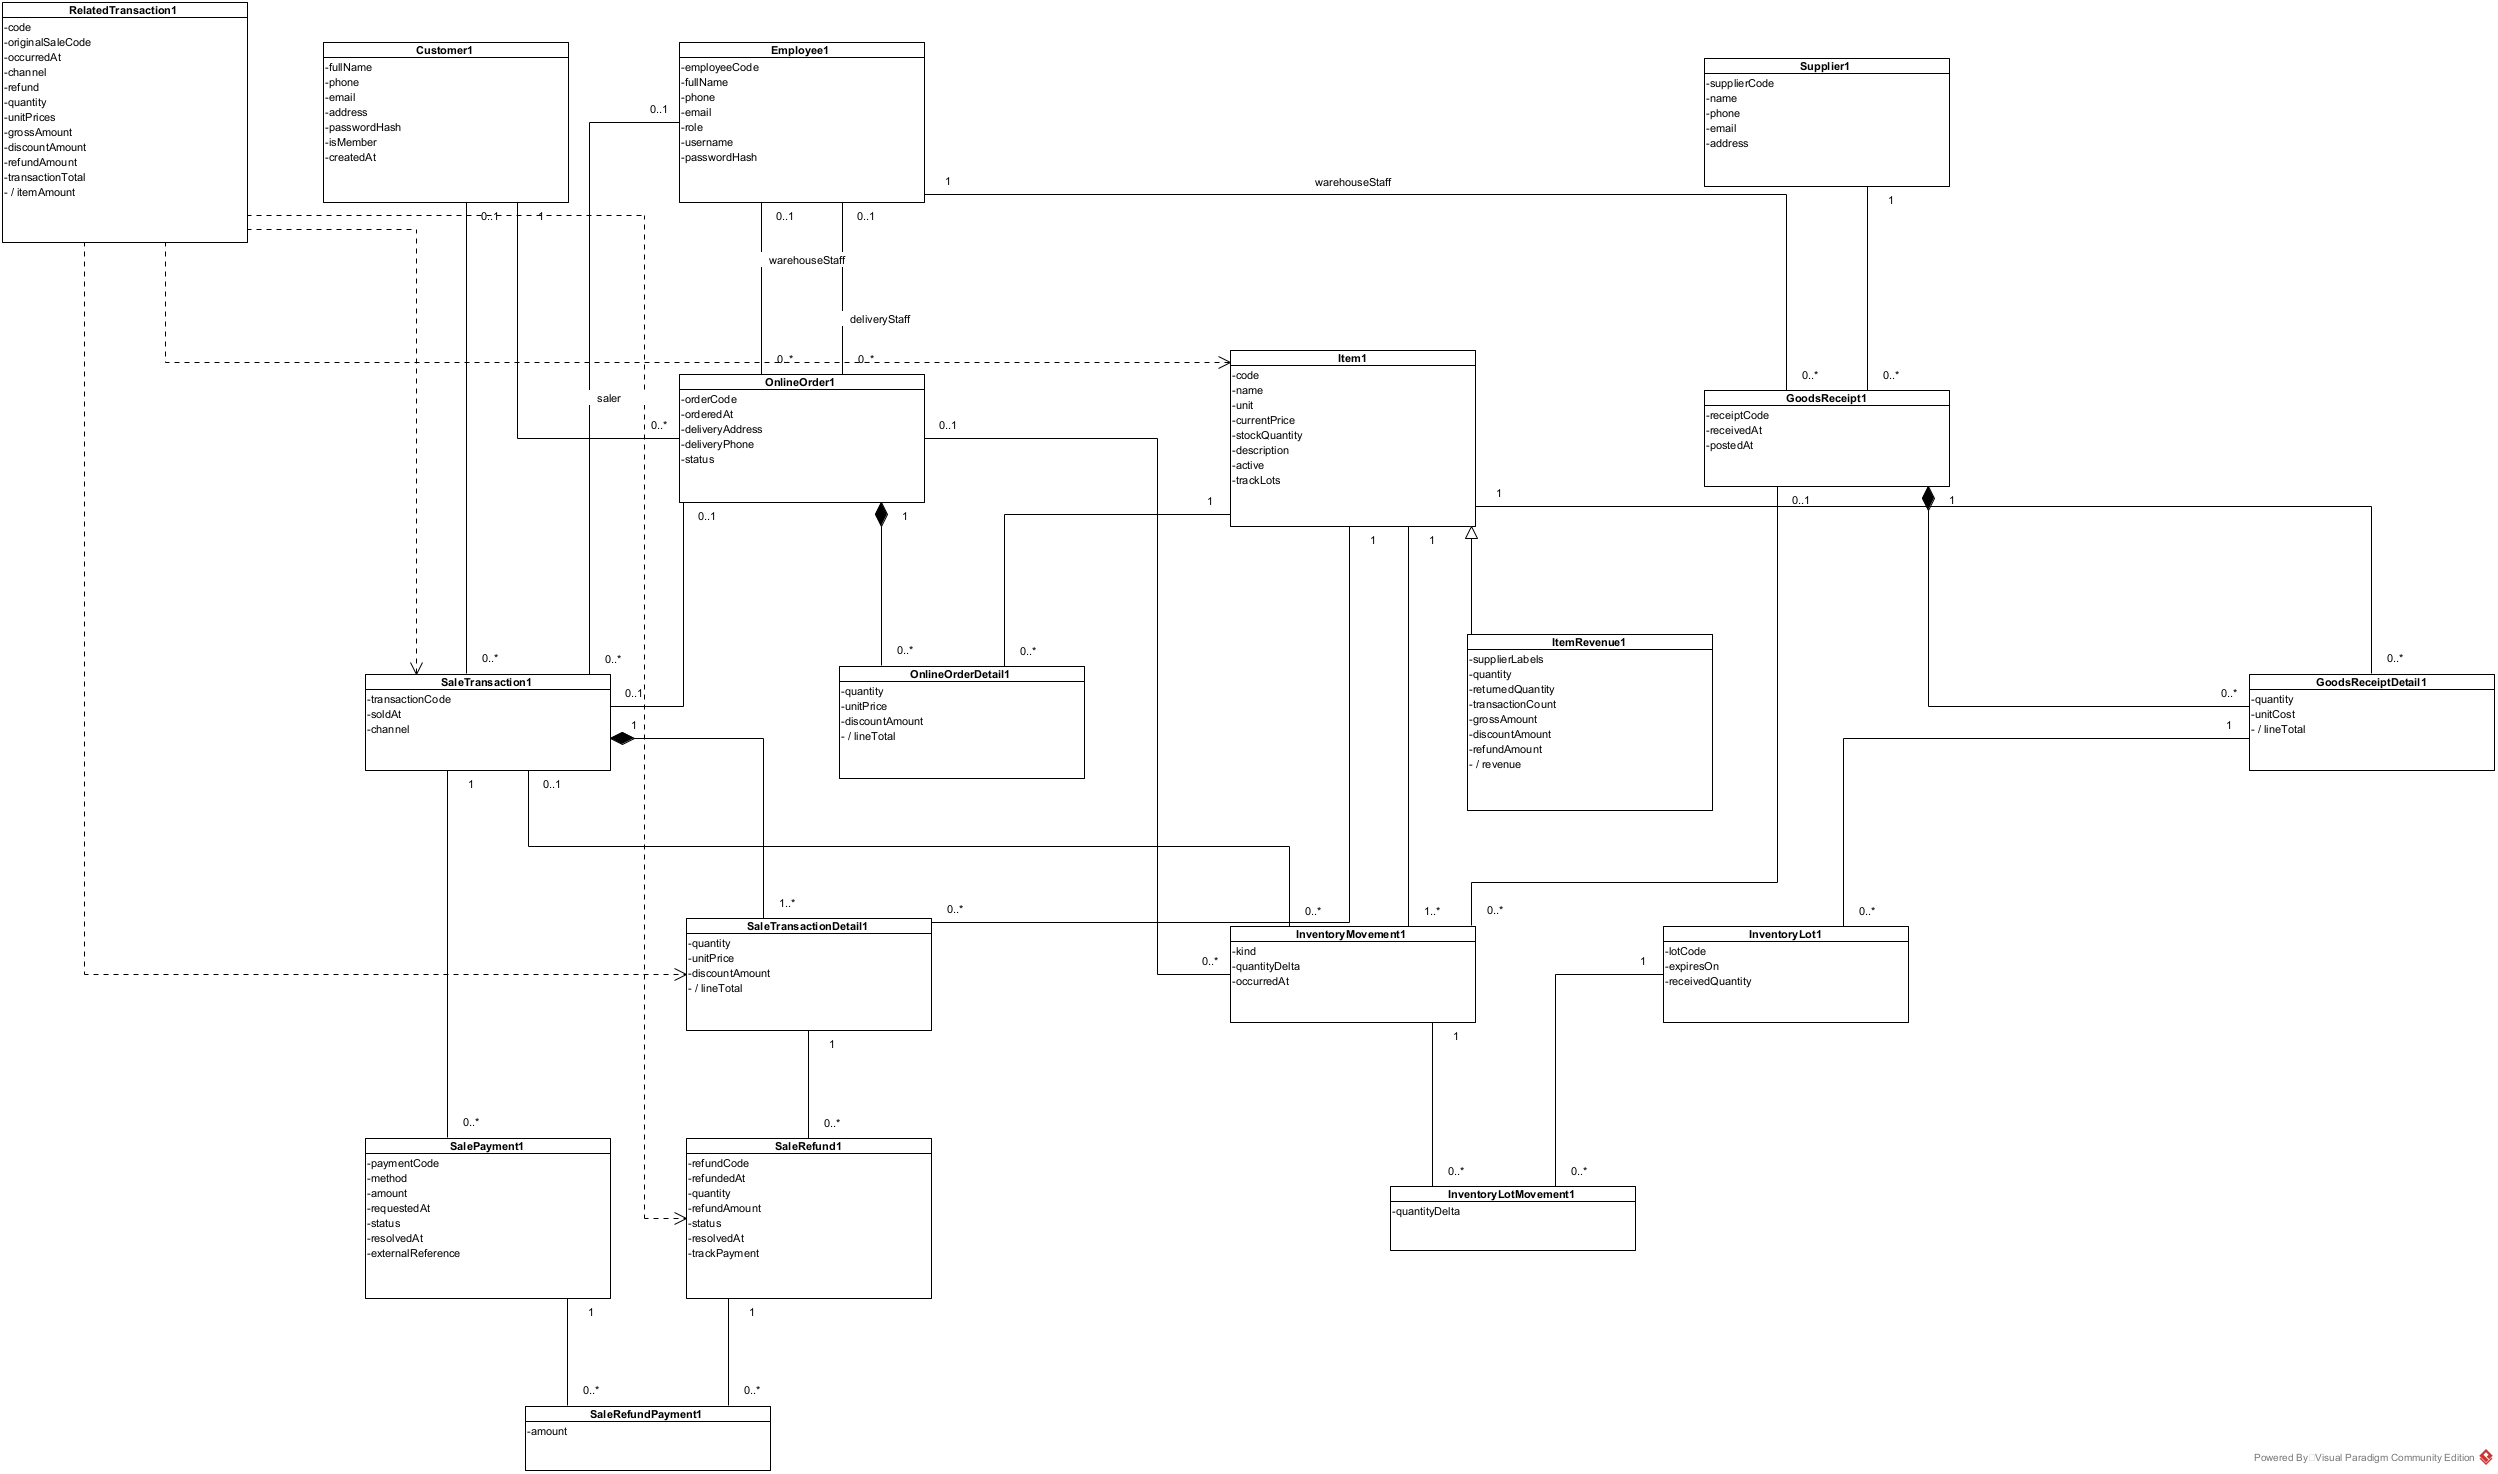 RelatedTransaction1
-code
-originalSaleCode
-occurredAt
-channel
-refund
-quantity
-unitPrices
-grossAmount
-discountAmount
-refundAmount
-transactionTotal
- / itemAmount
Customer1
-fullName
-phone
-email
-address
-passwordHash
-isMember
-createdAt
Employee1
-employeeCode
-fullName
-phone
-email
-role
-username
-passwordHash
Supplier1
-supplierCode
-name
-phone
-email
-address
0..1
1
warehouseStaff
1
0..1
1
0..1
0..1
warehouseStaff
deliveryStaff
0..*
0..*
saler
0..*
0..1
0..*
0..*
OnlineOrder1
-orderCode
-orderedAt
-deliveryAddress
-deliveryPhone
-status
Item1
-code
-name
-unit
-currentPrice
-stockQuantity
-description
-active
-trackLots
GoodsReceipt1
-receiptCode
-receivedAt
-postedAt
0..1
1
1
1
0..1
1
1
1
0..*
0..*
0..*
0..*
0..*
0..1
1
0..*
0..*
1
SaleTransaction1
-transactionCode
-soldAt
-channel
OnlineOrderDetail1
-quantity
-unitPrice
-discountAmount
- / lineTotal
ItemRevenue1
-supplierLabels
-quantity
-returnedQuantity
-transactionCount
-grossAmount
-discountAmount
-refundAmount
- / revenue
GoodsReceiptDetail1
-quantity
-unitCost
- / lineTotal
1
0..1
1..*
0..*
0..*
1..*
0..*
0..*
0..*
1
SaleTransactionDetail1
-quantity
-unitPrice
-discountAmount
- / lineTotal
InventoryMovement1
-kind
-quantityDelta
-occurredAt
InventoryLot1
-lotCode
-expiresOn
-receivedQuantity
1
1
0..*
0..*
0..*
0..*
SalePayment1
-paymentCode
-method
-amount
-requestedAt
-status
-resolvedAt
-externalReference
SaleRefund1
-refundCode
-refundedAt
-quantity
-refundAmount
-status
-resolvedAt
-trackPayment
InventoryLotMovement1
-quantityDelta
1
1
0..*
0..*
SaleRefundPayment1
-amount
Powered By Visual Paradigm Community Edition